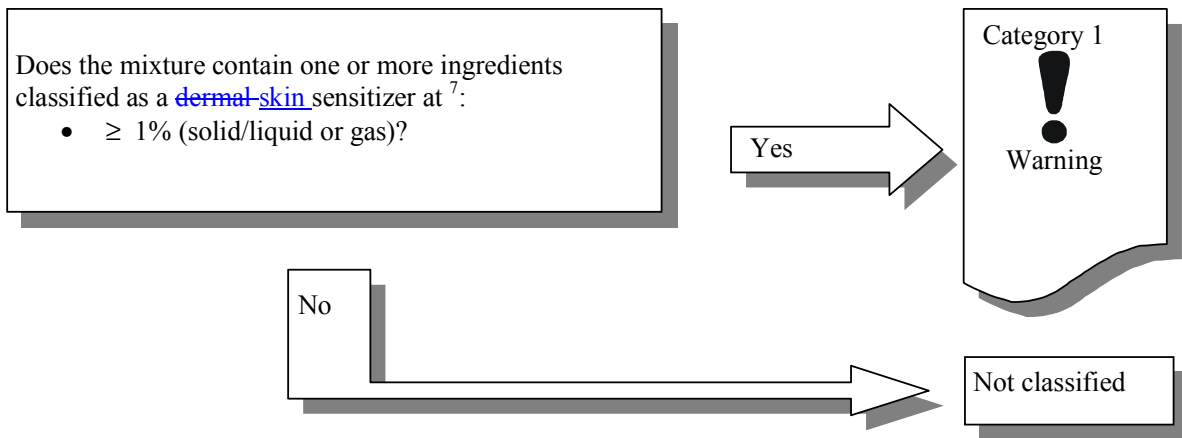 Does the mixture contain one or more ingredients
classified as a dermal skin sensitizer at 7:
• ≥ 1% (solid/liquid or gas)?
Yes
Category 1
Warning
No
Not classified